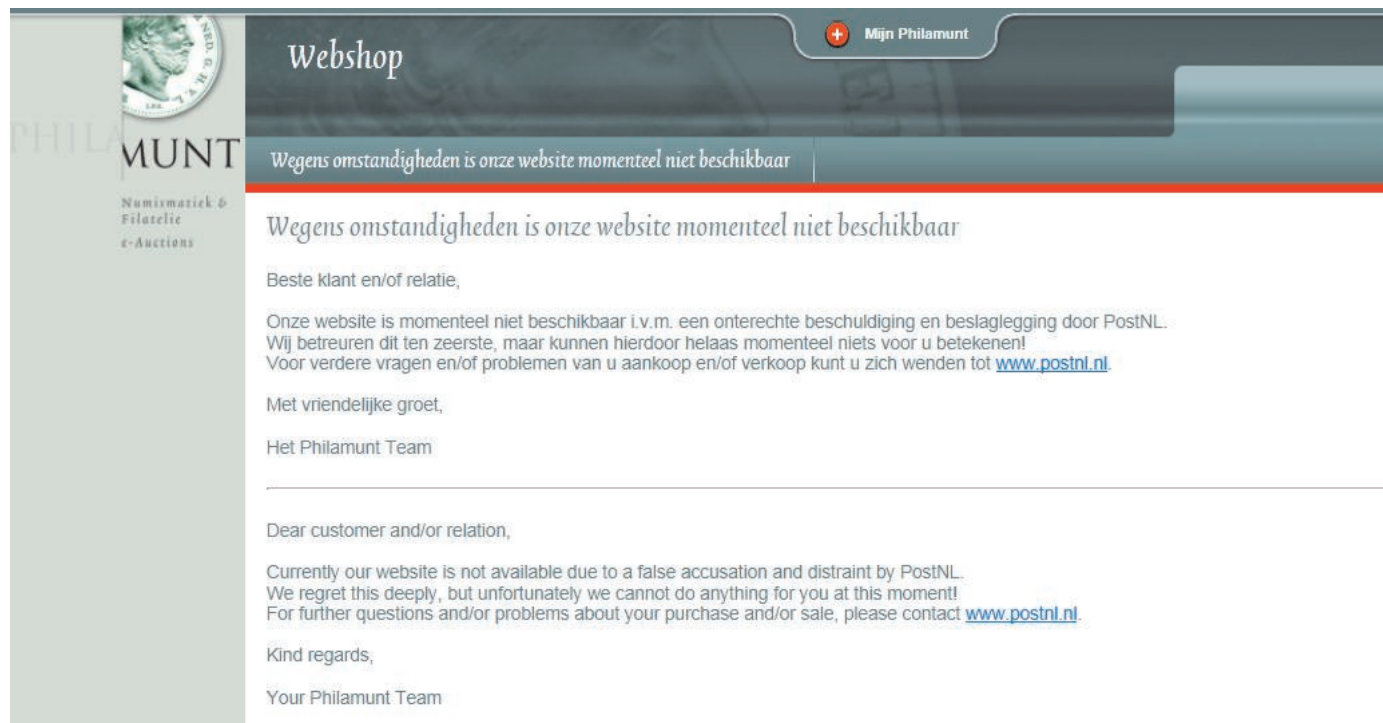 NED. G.H.V.L.
Webshop
Mijn Philamunt
PHILAMUNT
Wegens omstandigheden is onze website momenteel niet beschikbaar
Numismatiek &
Filatelie
e-Auctions
Wegens omstandigheden is onze website momenteel niet beschikbaar
Beste klant en/of relatie,
Onze website is momenteel niet beschikbaar i.v.m. een onterechte beschuldiging en beslaglegging door PostNL.
Wij betreuren dit ten zeerste, maar kunnen hierdoor helaas momenteel niets voor u betekenen!
Voor verdere vragen en/of problemen van u aankoop en/of verkoop kunt u zich wenden tot www.postnl.nl.
Met vriendelijke groet,
Het Philamunt Team
Dear customer and/or relation,
Currently our website is not available due to a false accusation and distraint by PostNL.
We regret this deeply, but unfortunately we cannot do anything for you at this moment!
For further questions and/or problems about your purchase and/or sale, please contact www.postnl.nl.
Kind regards,
Your Philamunt Team